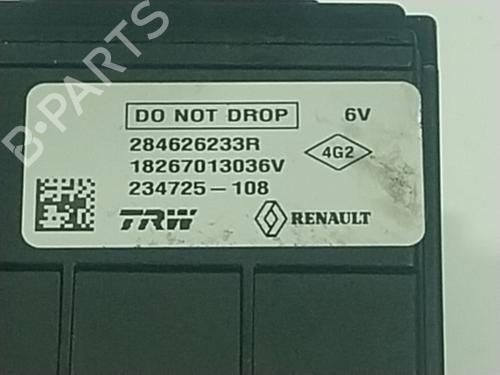 DO NOT DROP 6V
284626233R
4G2
18267013036V
234725-108
TRW RENAULT
B-PARTS